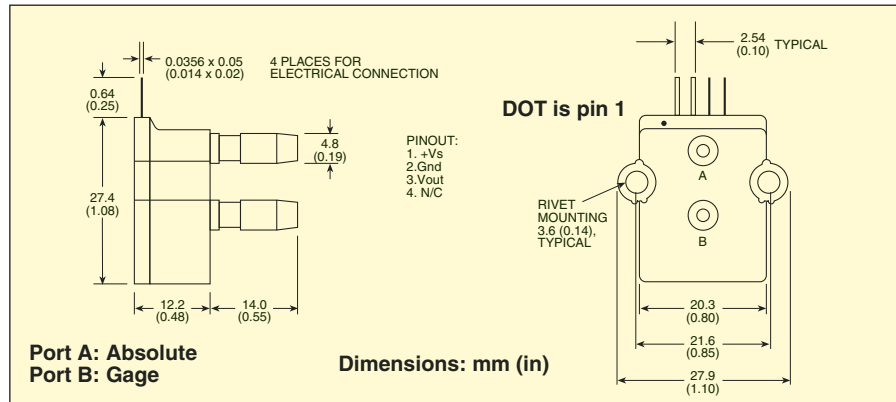 0.0356 x 0.05
(0.014 x 0.02)
4 PLACES FOR
ELECTRICAL CONNECTION
0.64
(0.25)
4.8
(0.19)
27.4
(1.08)
12.2
(0.48)
14.0
(0.55)
Port A: Absolute
Port B: Gage
PINOUT:
1. +Vs
2.Gnd
3.Vout
4. N/C
Dimensions: mm (in)
2.54
(0.10)
TYPICAL
DOT is pin 1
A
RIVET
MOUNTING
3.6 (0.14),
TYPICAL
B
20.3
(0.80)
21.6
(0.85)
27.9
(1.10)